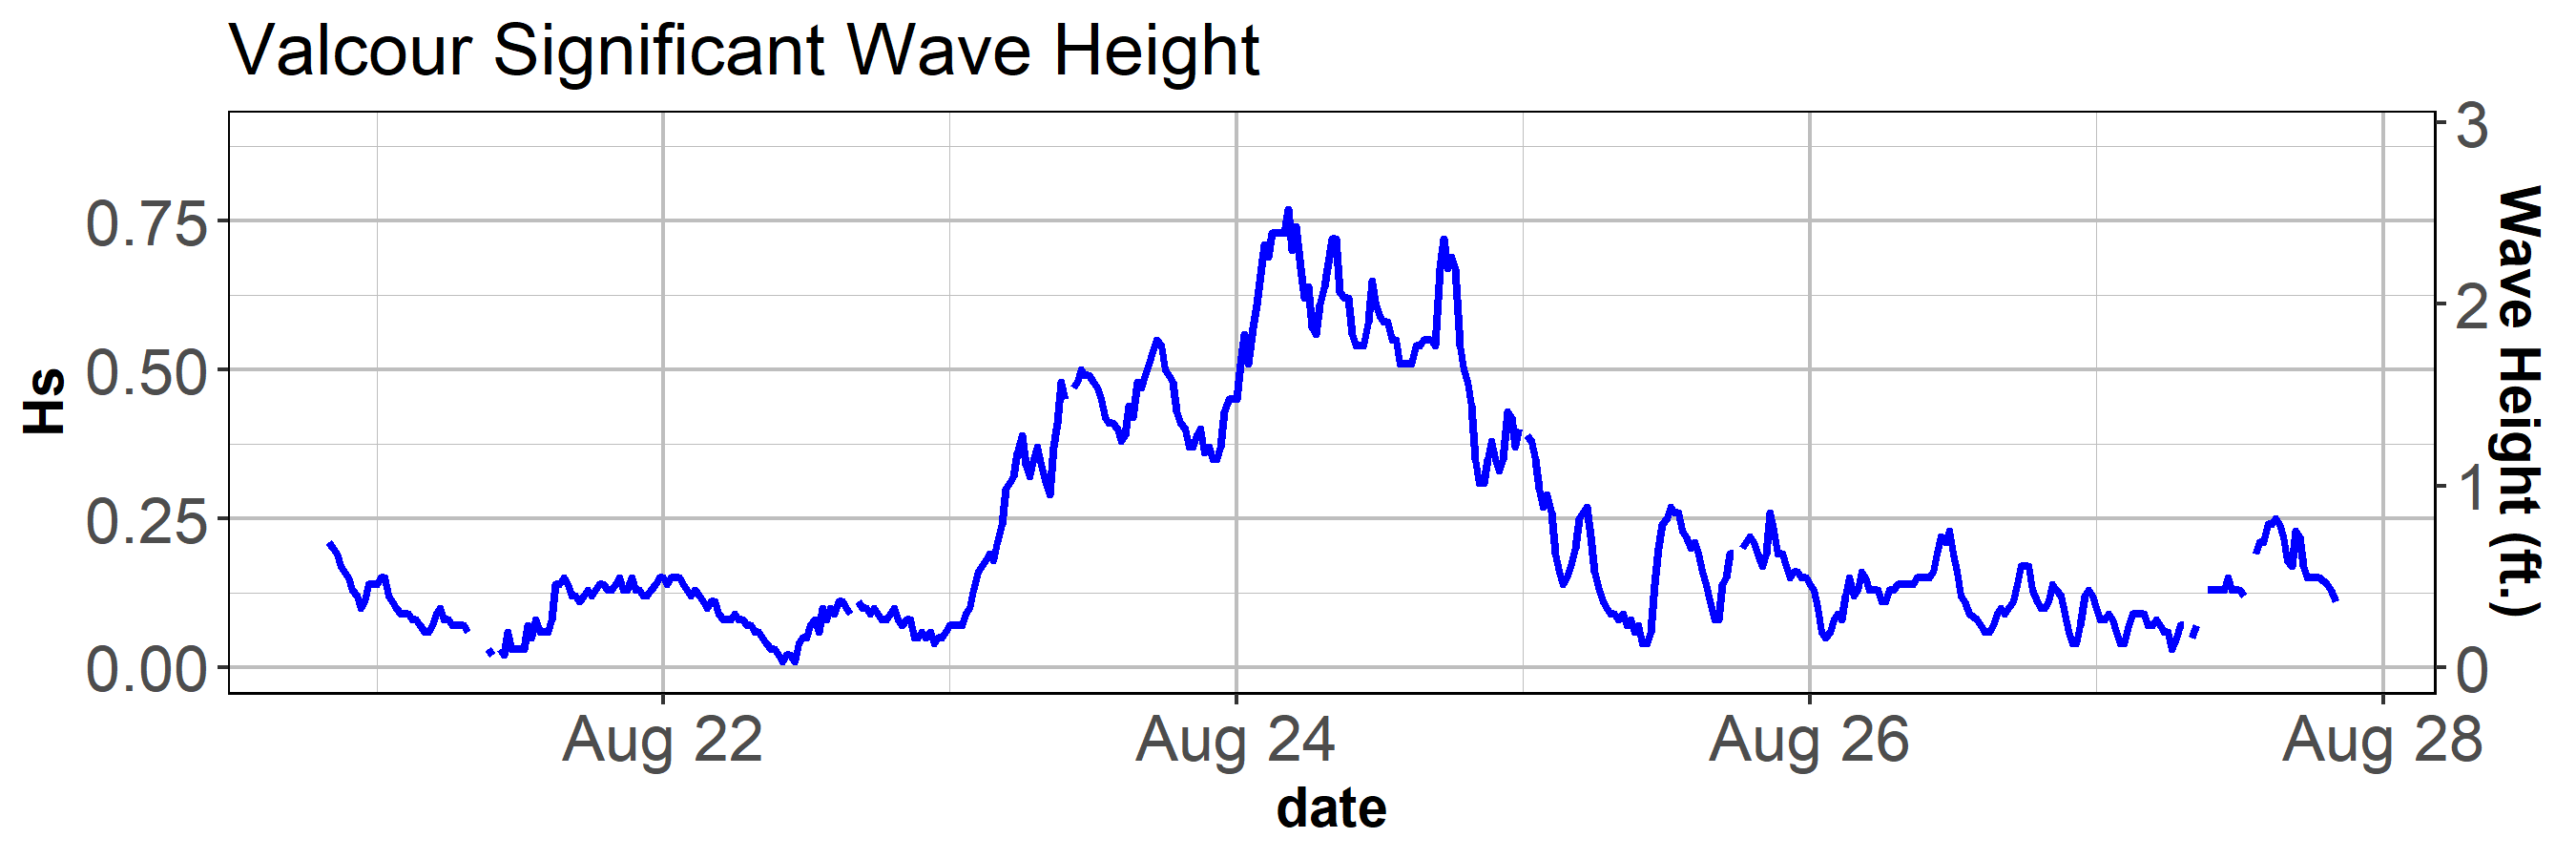 Valcour Significant Wave Height
Hs
0.75
0.50
0.25
0.00
3
2
1
0
Wave Height (ft.)
Aug 22
Aug 24
Aug 26
Aug 28
date